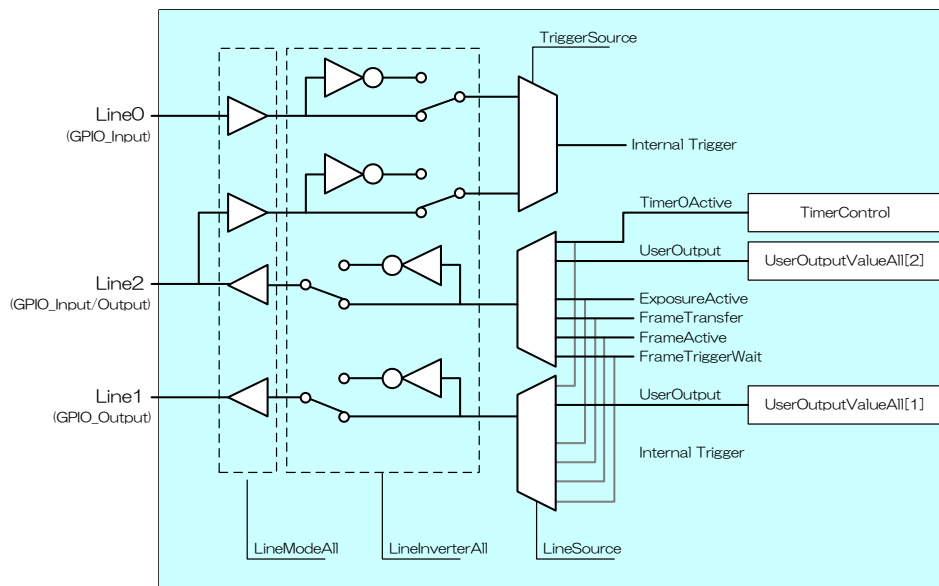 TriggerSource
Line0
(GPIO_Input)
Internal Trigger
Timer0Active
TimerControl
UserOutput
UserOutputValueAll[2]
Line2
(GPIO_Input/Output)
ExposureActive
FrameTransfer
FrameActive
FrameTriggerWait
Line1
(GPIO_Output)
UserOutput
UserOutputValueAll[1]
Internal Trigger
LineModeAll
LineInverterAll
LineSource